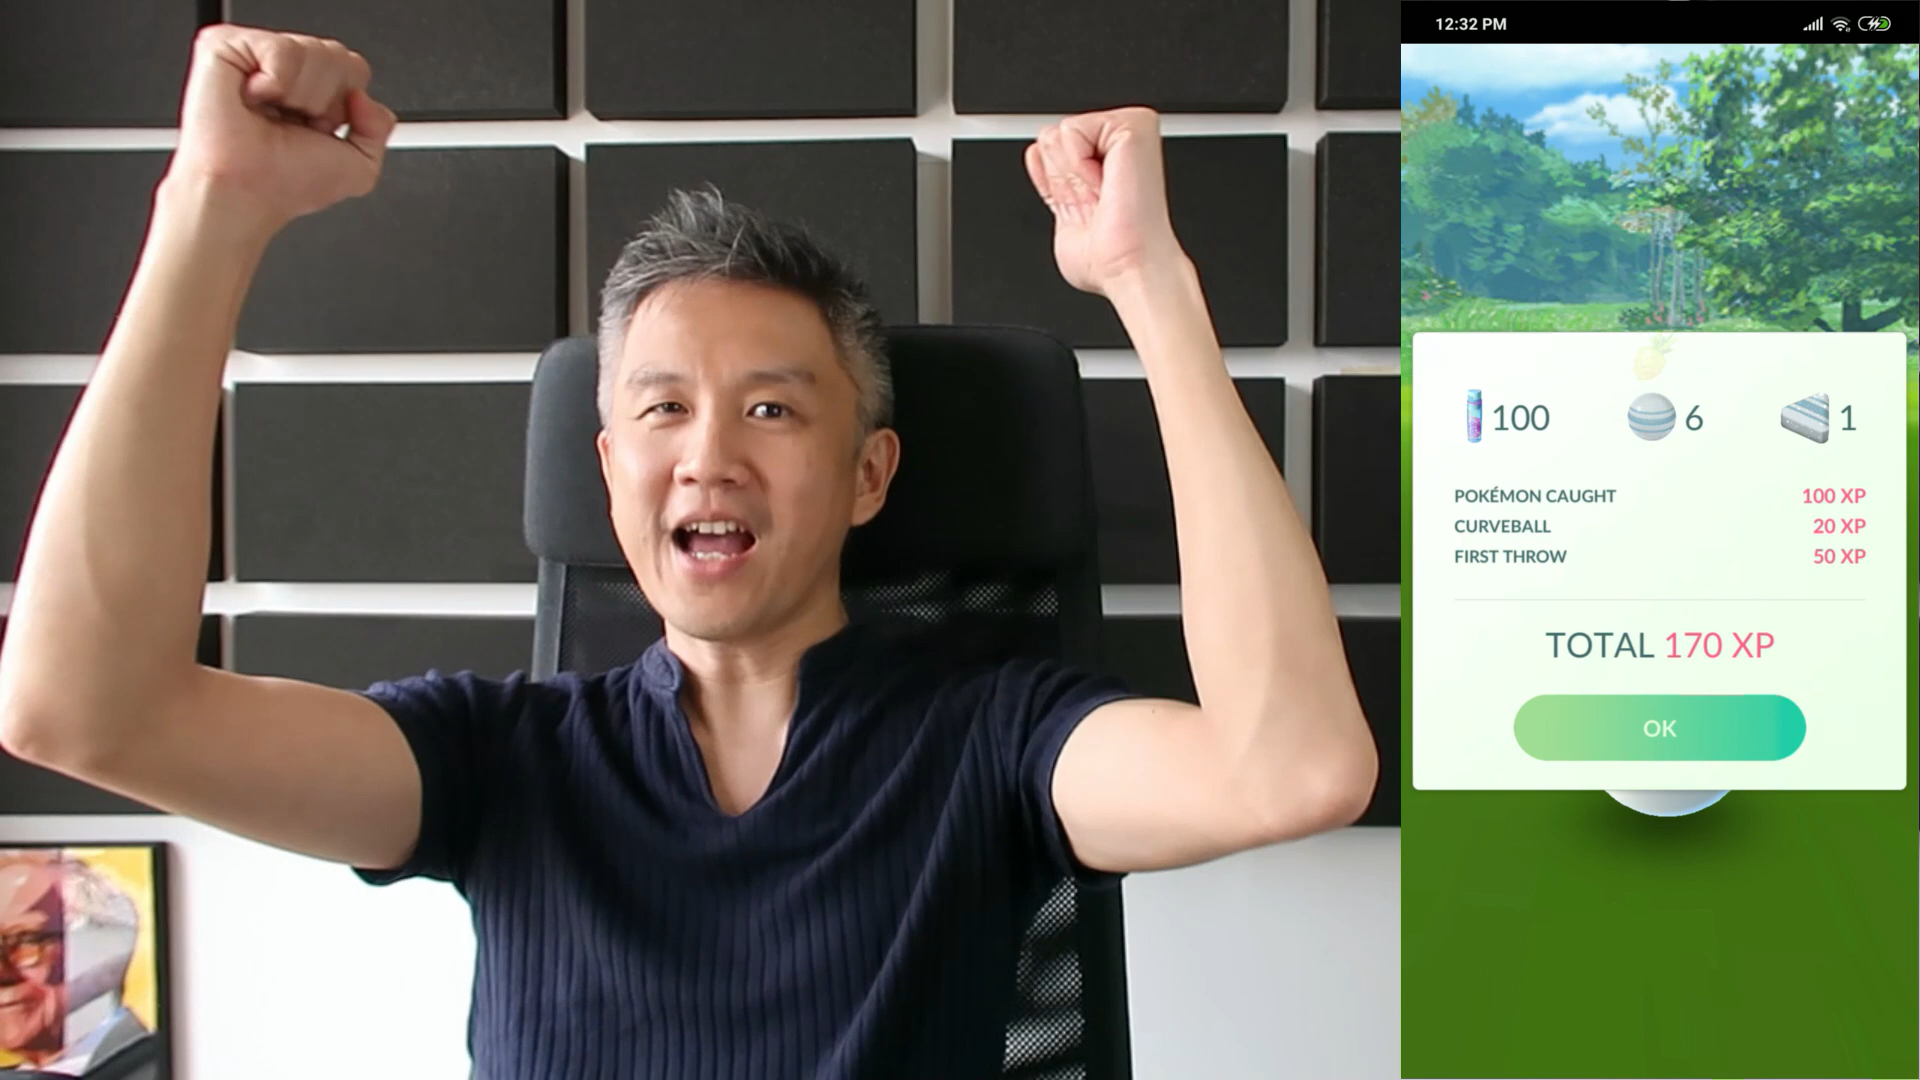 12:32 PM
100 6 1
POKÉMON CAUGHT 100 XP
CURVEBALL 20 XP
FIRST THROW 50 XP
TOTAL 170 XP
OK